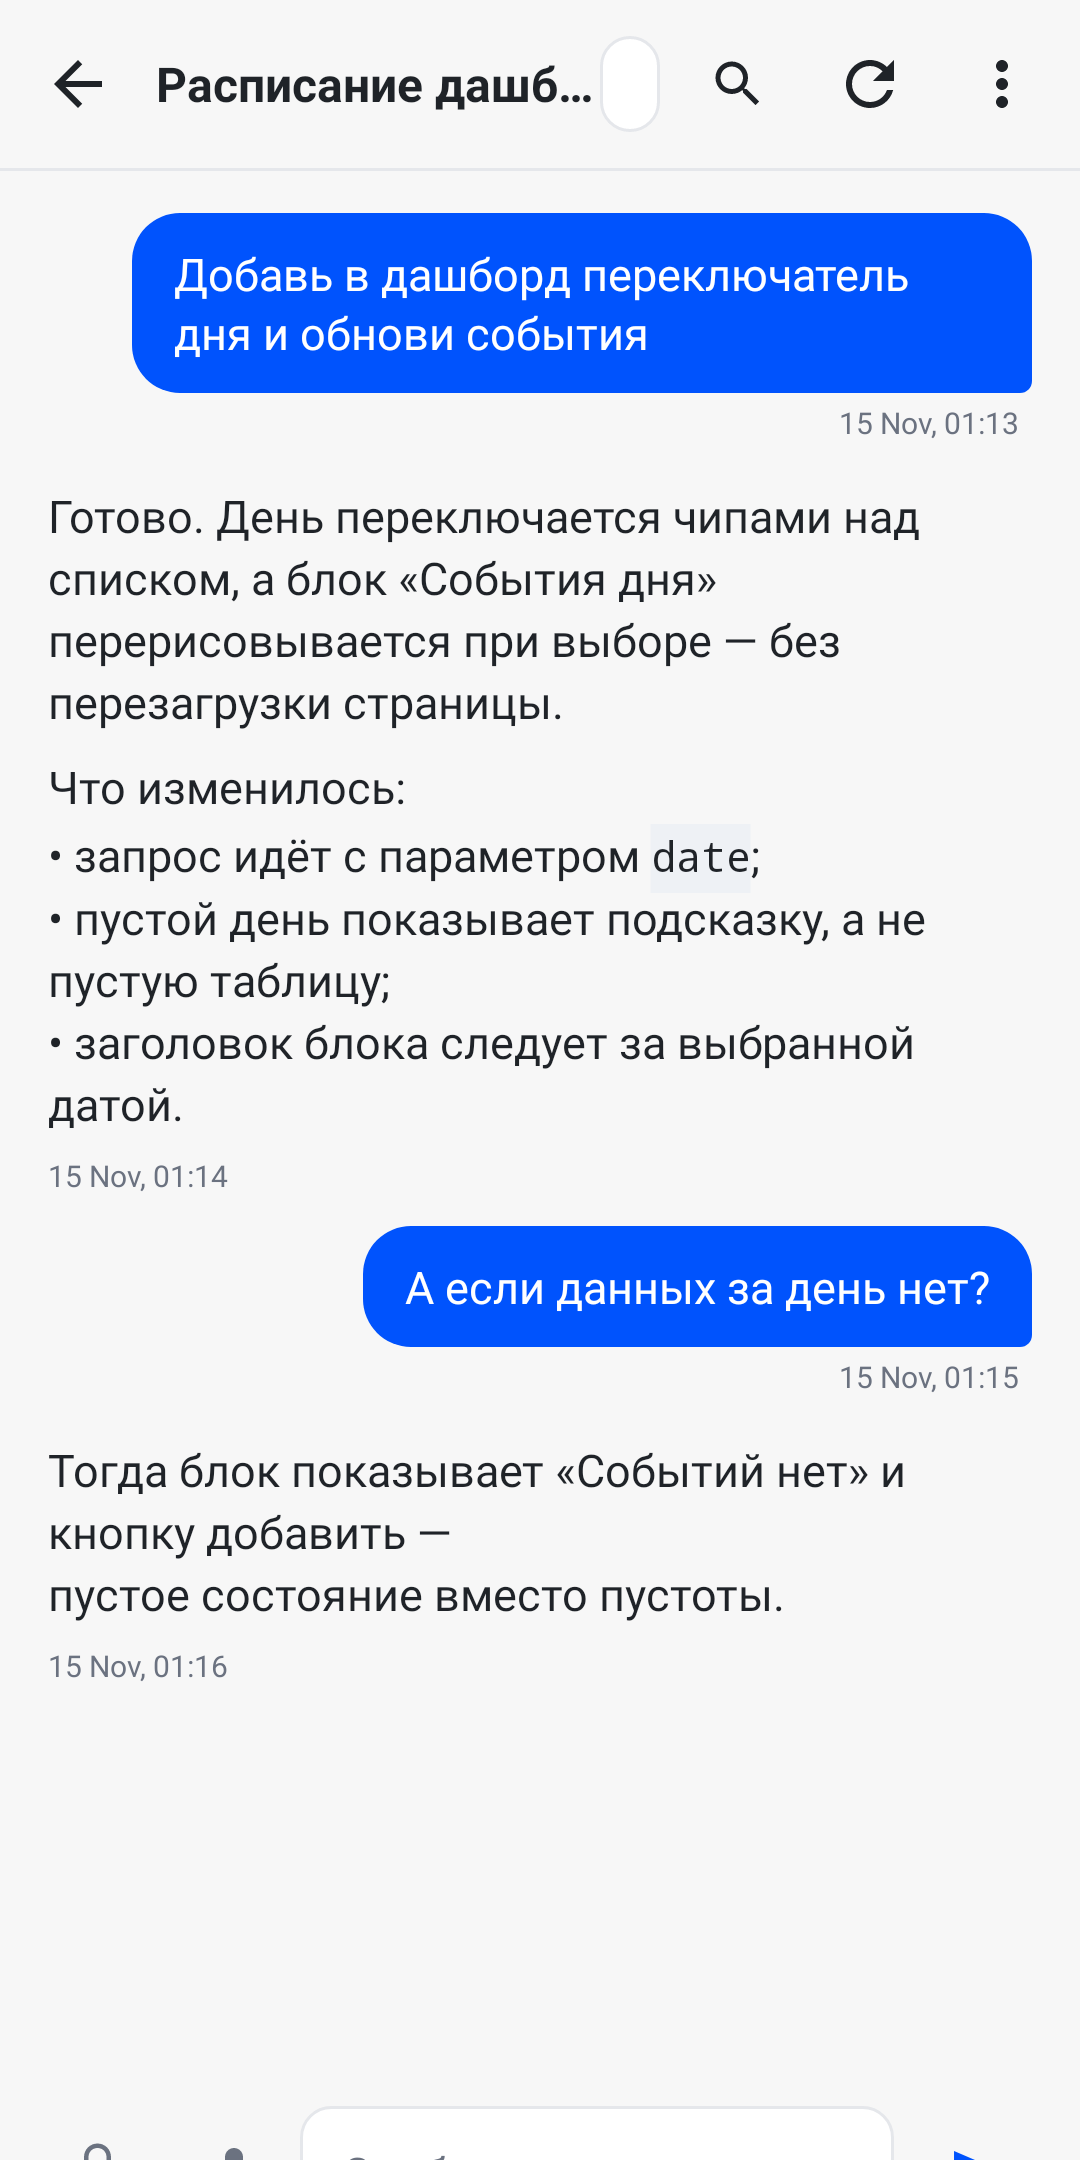 Расписание дашб...
Добавь в дашборд переключатель
дня и обнови события
15 Nov, 01:13
Готово. День переключается чипами над
списком, а блок «События дня»
перерисовывается при выборе — без
перезагрузки страницы.
Что изменилось:
• запрос идёт с параметром date;
• пустой день показывает подсказку, а не
пустую таблицу;
• заголовок блока следует за выбранной
датой.
15 Nov, 01:14
А если данных за день нет?
15 Nov, 01:15
Тогда блок показывает «Событий нет» и
кнопку добавить —
пустое состояние вместо пустоты.
15 Nov, 01:16